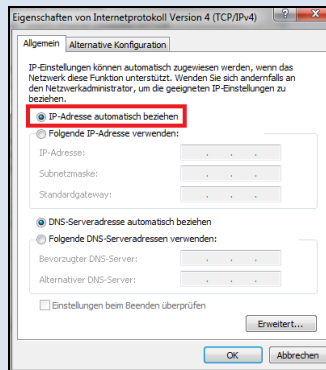 Eigenschaften von Internetprotokoll Version 4 (TCP/IPv4)
Allgemein Alternative Konfiguration
IP-Einstellungen können automatisch zugewiesen werden, wenn das
Netzwerk diese Funktion unterstützt. Wenden Sie sich andernfalls an
den Netzwerkadministrator, um die geeigneten IP-Einstellungen zu
beziehen.
IP-Adresse automatisch beziehen
Folgende IP-Adresse verwenden:
IP-Adresse:
Subnetzmaske:
Standardgateway:
DNS-Serveradresse automatisch beziehen
Folgende DNS-Serveradressen verwenden:
Bevorzugter DNS-Server:
Alternativer DNS-Server:
Einstellungen beim Beenden überprüfen
Erweitert...
OK Abbrechen